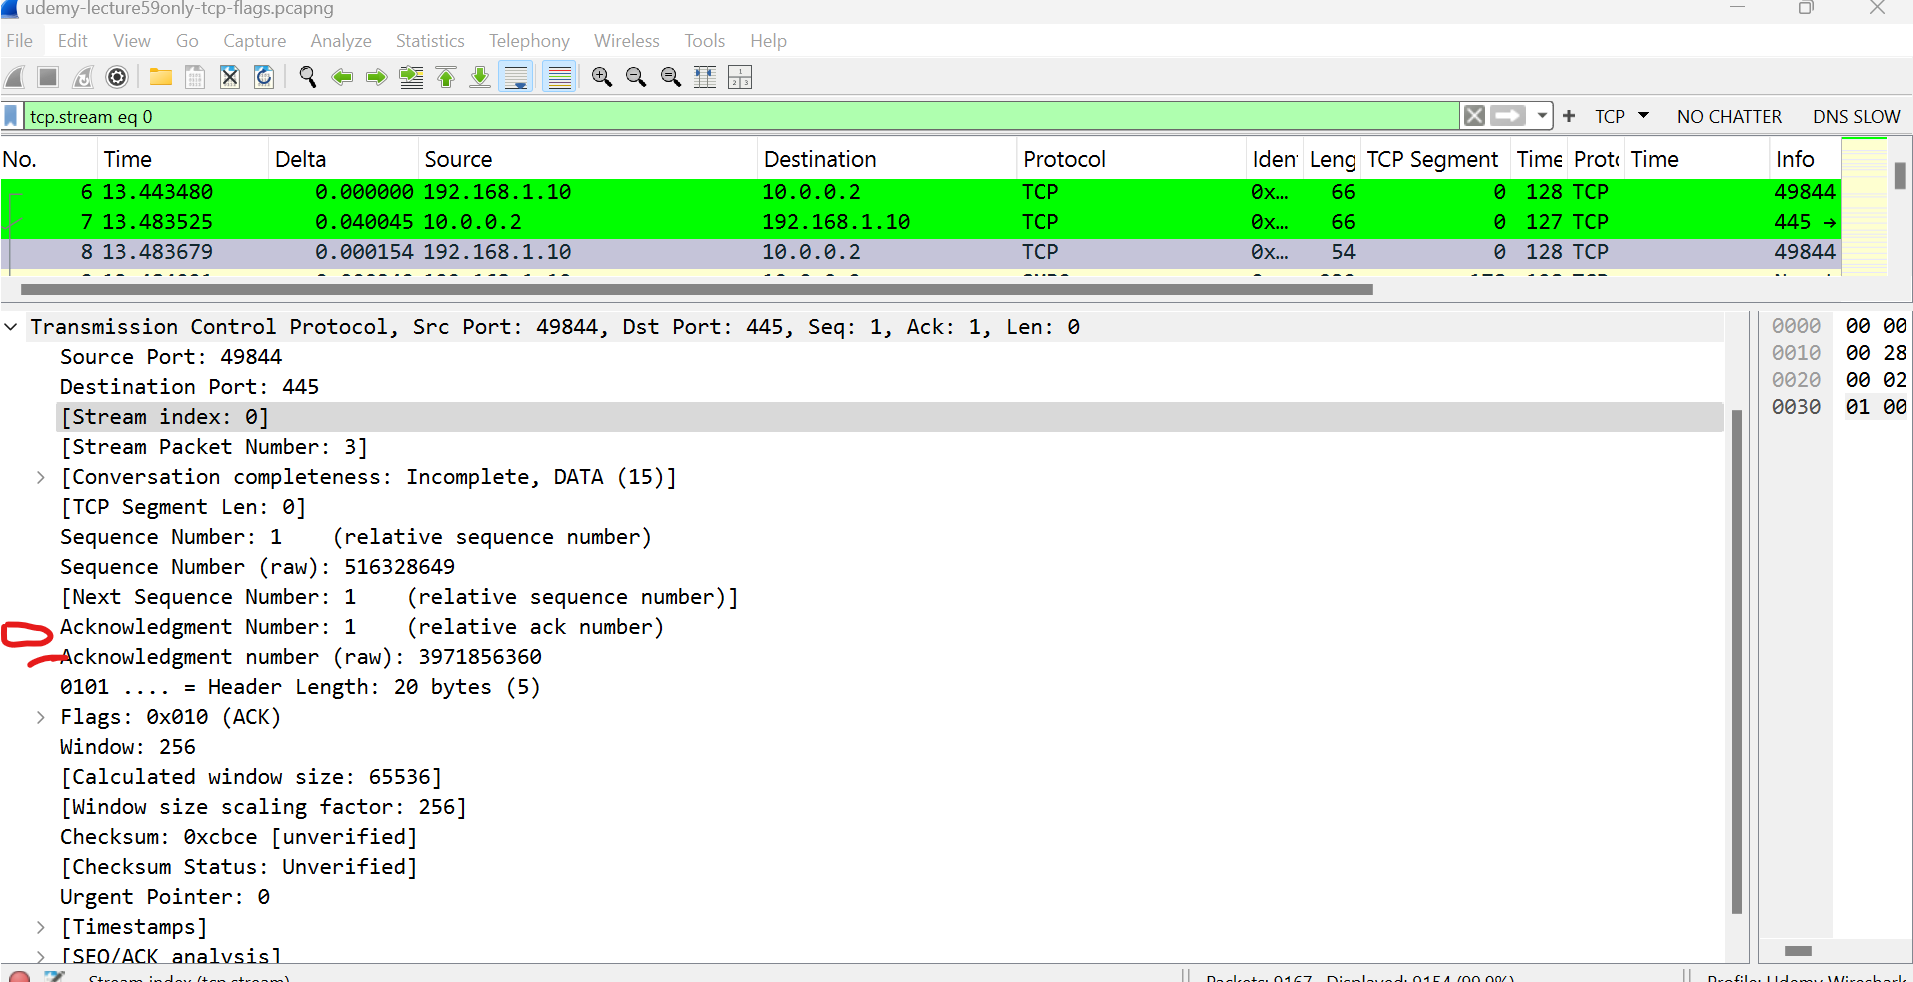 udemy-lecture59only-tcp-flags.pcapng
File Edit View Go Capture Analyze Statistics Telephony Wireless Tools Help
tcp.stream eq 0 + TCP NO CHATTER DNS SLOW
No. Time Delta Source Destination Protocol Iden Leng TCP Segment Time Proto Time Info
6 13.443480 0.000000 192.168.1.10 10.0.0.2 TCP 0x… 66 0 128 TCP 49844
7 13.483525 0.040045 10.0.0.2 192.168.1.10 TCP 0x… 66 0 127 TCP 445 →
8 13.483679 0.000154 192.168.1.10 10.0.0.2 TCP 0x… 54 0 128 TCP 49844
Transmission Control Protocol, Src Port: 49844, Dst Port: 445, Seq: 1, Ack: 1, Len: 0
Source Port: 49844
Destination Port: 445
[Stream index: 0]
[Stream Packet Number: 3]
[Conversation completeness: Incomplete, DATA (15)]
[TCP Segment Len: 0]
Sequence Number: 1 (relative sequence number)
Sequence Number (raw): 516328649
[Next Sequence Number: 1 (relative sequence number)]
Acknowledgment Number: 1 (relative ack number)
Acknowledgment number (raw): 3971856360
0101 .... = Header Length: 20 bytes (5)
Flags: 0x010 (ACK)
Window: 256
[Calculated window size: 65536]
[Window size scaling factor: 256]
Checksum: 0xcbce [unverified]
[Checksum Status: Unverified]
Urgent Pointer: 0
[Timestamps]
[SEQ/ACK analysis]
0000 00 00
0010 00 28
0020 00 02
0030 01 00
Stream index (tcp.stream) Packets: 9167 · Displayed: 9154 (99.9%) Profile: Udemy Wireshark